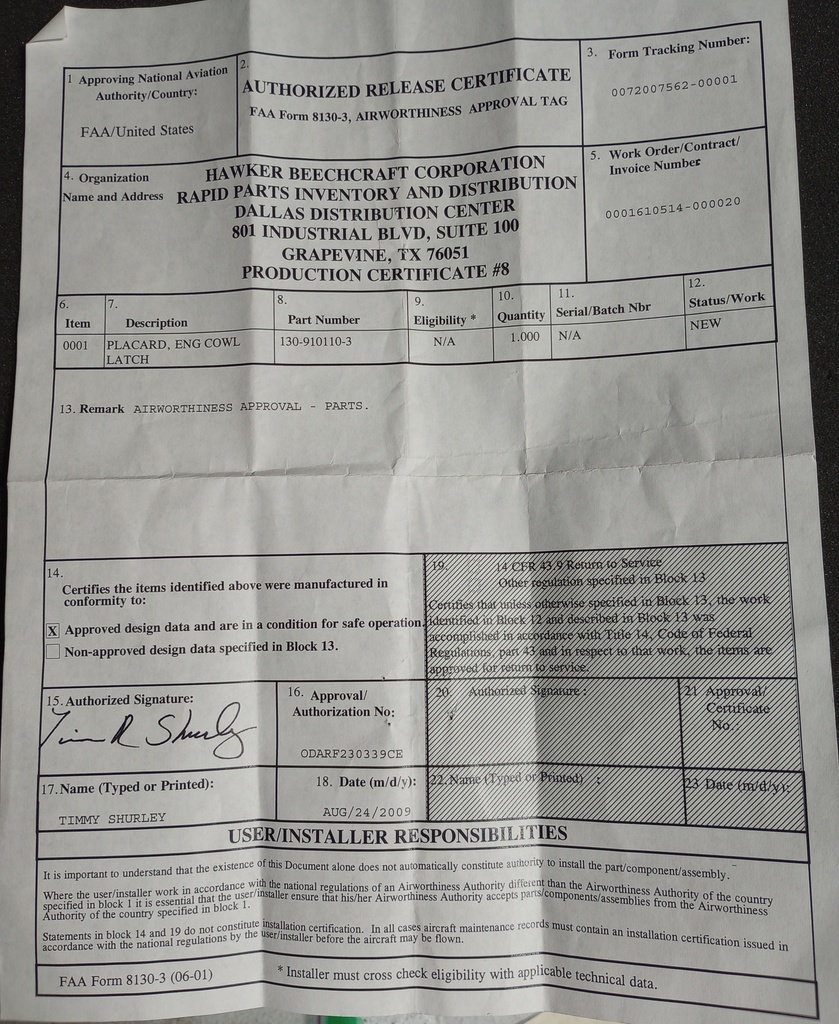 1 Approving National Aviation
Authority/Country:
FAA/United States
2.
AUTHORIZED RELEASE CERTIFICATE
FAA Form 8130-3, AIRWORTHINESS APPROVAL TAG
3. Form Tracking Number:
0072007562-00001
4. Organization
Name and Address
HAWKER BEECHCRAFT CORPORATION
RAPID PARTS INVENTORY AND DISTRIBUTION
DALLAS DISTRIBUTION CENTER
801 INDUSTRIAL BLVD, SUITE 100
GRAPEVINE, TX 76051
PRODUCTION CERTIFICATE #8
5. Work Order/Contract/
Invoice Number
0001610514-000020
6.
Item
7.
Description
8.
Part Number
9.
Eligibility *
10.
Quantity
11.
Serial/Batch Nbr
12.
Status/Work
0001
PLACARD, ENG COWL
LATCH
130-910110-3
N/A
1.000
N/A
NEW
13. Remark AIRWORTHINESS APPROVAL - PARTS.
14.
Certifies the items identified above were manufactured in
conformity to:
X Approved design data and are in a condition for safe operation.
Non-approved design data specified in Block 13.
19. 14 CFR 43.9 Return to Service
Other regulation specified in Block 13
Certifies that unless otherwise specified in Block 13, the work
identified in Block 12 and described in Block 13 was
accomplished in accordance with Title 14, Code of Federal
Regulations, part 43 and in respect to that work, the items are
approved for return to service.
15. Authorized Signature:
Tim R Shurley
16. Approval/
Authorization No:
ODARF230339CE
20. Authorized Signature :
21 Approval/
Certificate
No.:
17. Name (Typed or Printed):
TIMMY SHURLEY
18. Date (m/d/y):
AUG/24/2009
22. Name (Typed or Printed) :
23 Date (m/d/y):
USER/INSTALLER RESPONSIBILITIES
It is important to understand that the existence of this Document alone does not automatically constitute authority to install the part/component/assembly.
Where the user/installer work in accordance with the national regulations of an Airworthiness Authority different than the Airworthiness Authority of the country
specified in block 1 it is essential that the user/installer ensure that his/her Airworthiness Authority accepts parts/components/assemblies from the Airworthiness
Authority of the country specified in block 1.
Statements in block 14 and 19 do not constitute installation certification. In all cases aircraft maintenance records must contain an installation certification issued in
accordance with the national regulations by the user/installer before the aircraft may be flown.
FAA Form 8130-3 (06-01)
* Installer must cross check eligibility with applicable technical data.